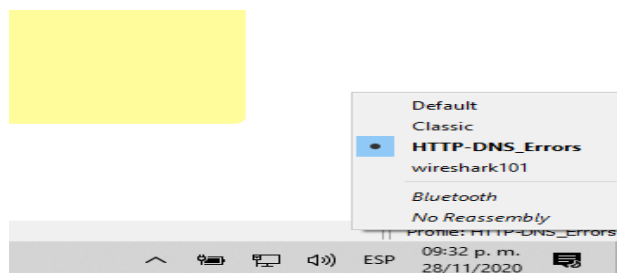 Default
Classic
HTTP-DNS_Errors
wireshark101
Bluetooth
No Reassembly
Profile: HTTP-DNS_Errors
ESP
09:32 p. m.
28/11/2020